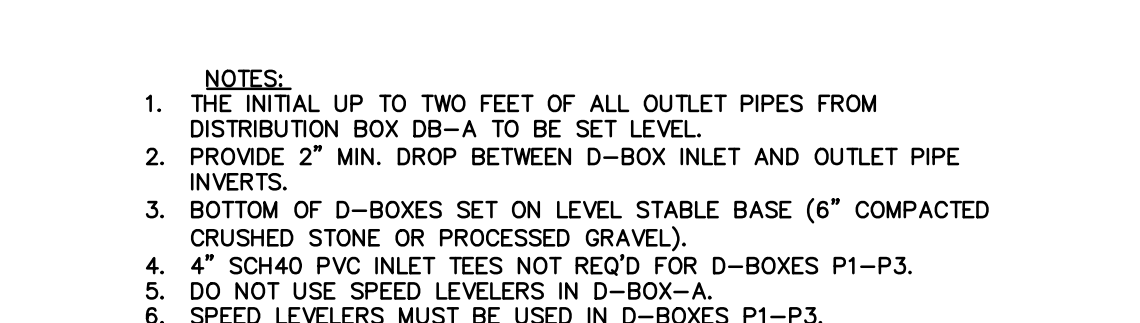 NOTES:
1. THE INITIAL UP TO TWO FEET OF ALL OUTLET PIPES FROM
DISTRIBUTION BOX DB–A TO BE SET LEVEL.
2. PROVIDE 2” MIN. DROP BETWEEN D–BOX INLET AND OUTLET PIPE
INVERTS.
3. BOTTOM OF D–BOXES SET ON LEVEL STABLE BASE (6” COMPACTED
CRUSHED STONE OR PROCESSED GRAVEL).
4. 4” SCH40 PVC INLET TEES NOT REQ’D FOR D–BOXES P1–P3.
5. DO NOT USE SPEED LEVELERS IN D–BOX–A.
6. SPEED LEVELERS MUST BE USED IN D–BOXES P1–P3.